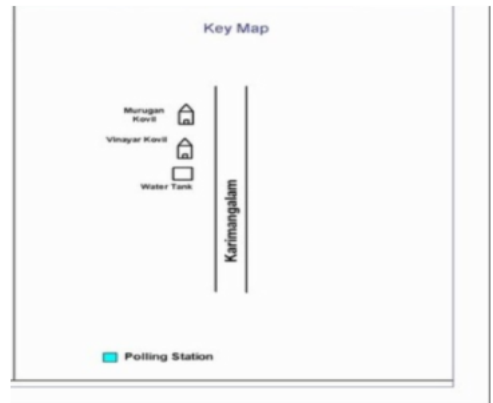 Key Map
Murugan
Kovil
Vinayar Kovil
Water Tank
Karimangalam
Polling Station